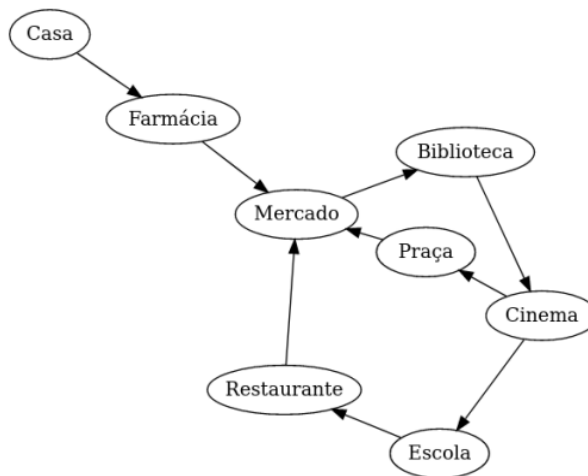 Casa
Farmácia
Biblioteca
Mercado
Praça
Cinema
Restaurante
Escola